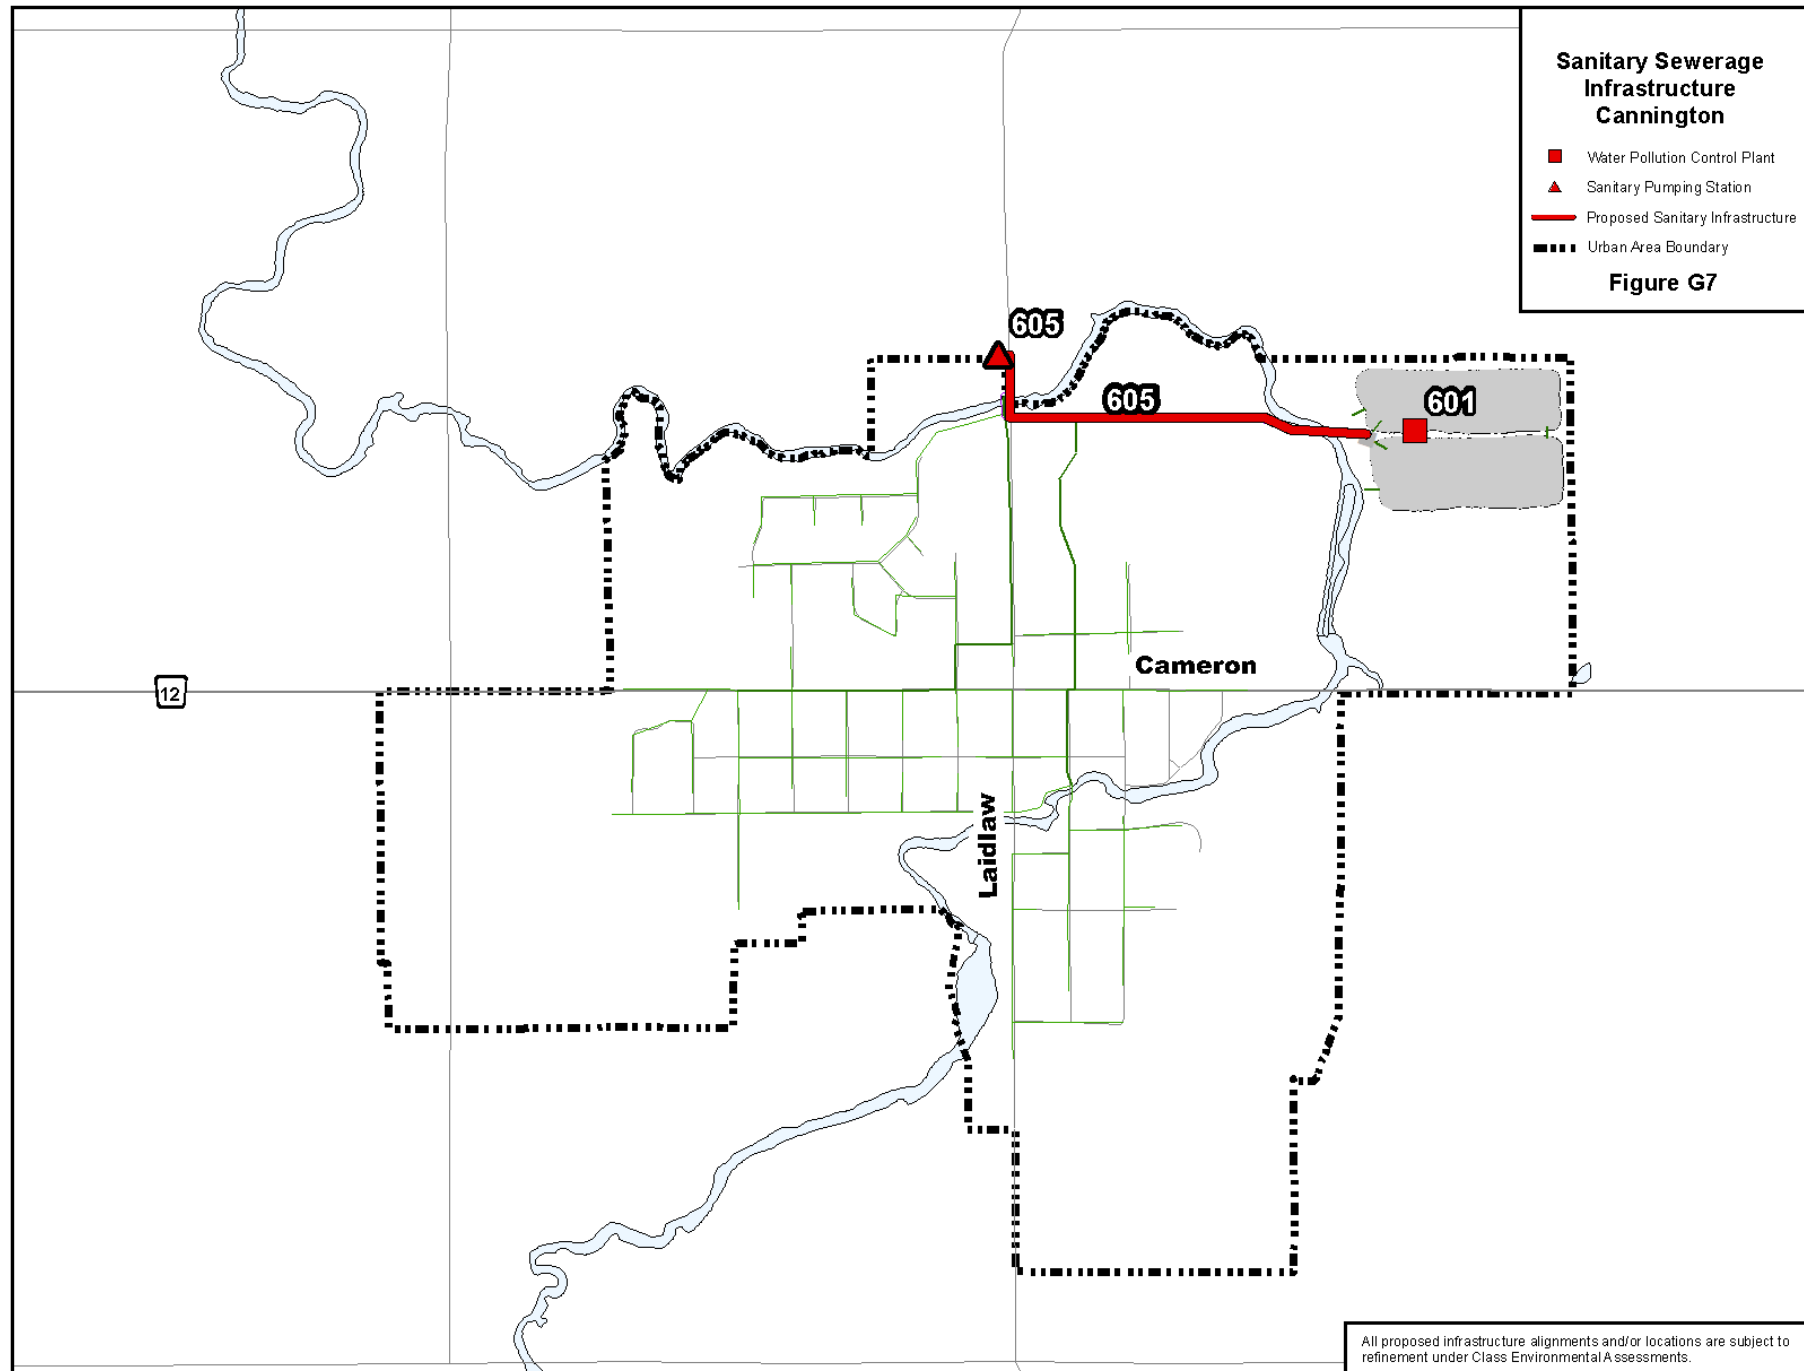 Sanitary Sewerage
Infrastructure
Cannington
Water Pollution Control Plant
Sanitary Pumping Station
Proposed Sanitary Infrastructure
Urban Area Boundary
Figure G7
605
605
601
Cameron
12
Laidlaw
All proposed infrastructure alignments and/or locations are subject to
refinement under Class Environmental Assessments.